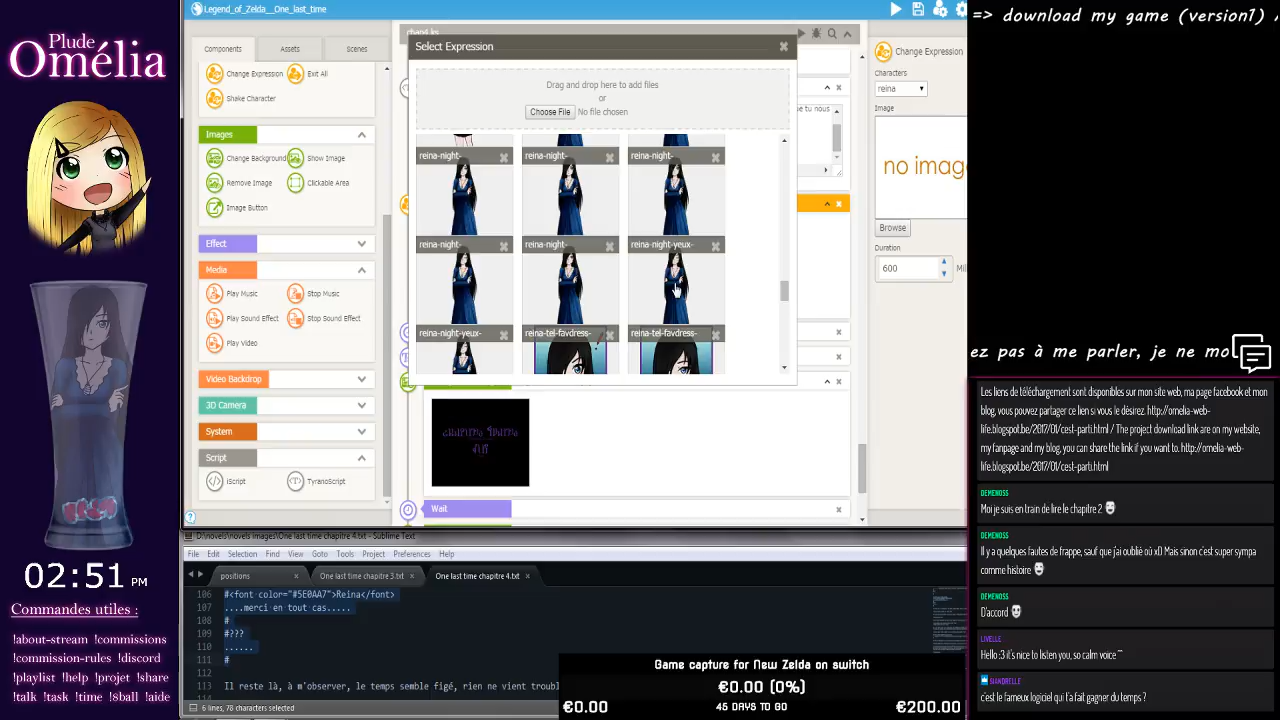 Plude
Omélia
02:51 PM
Commandes utiles :
!about-stream !commissions
!commission-rules !discord
!playlist !help !projet !share
!talk !task !time !8ball !aide
Legend_of_Zelda__One_last_time
Components
Assets
Scenes
Change Expression
Exit All
Shake Character
Images
Change Background
Show Image
Remove Image
Clickable Area
Image Button
Effect
Media
Play Music
Stop Music
Play Sound Effect
Stop Sound Effect
Play Video
Video Backdrop
3D Camera
System
Script
iScript
TyranoScript
chap4.ks
Select Expression
Drag and drop here to add files
or
Choose File No file chosen
reina-night-
reina-night-
reina-night-
reina-night-
reina-night-
reina-night-yeux-
reina-night-yeux-
reina-tel-favdress-
reina-tel-favdress-
Wait
Change Expression
Characters
reina
Image
no imag
Browse
Duration
600
D:\novels\novels images\One last time chapitre 4.txt - Sublime Text
File Edit Selection Find View Goto Tools Project Preferences Help
positions
One last time chapitre 3.txt
One last time chapitre 4.txt
106 #<font color="#5E0AA7">Reina</font>
107 ....merci en tout cas.....
108 #
109 #???
110 ......
111 #
113 Il reste là, à m'observer, le temps semble figé, rien ne vient troubl
6 lines, 78 characters selected
Game capture for New Zelda on switch
€0.00 (0%)
€0.00
45 DAYS TO GO
€200.00
=> download my game (version1)
ez pas à me parler, je ne mo
Les liens de téléchargement sont disponibles sur mon site web, ma page facebook et mon
blog, vous pouvez partager ce lien si vous le désirez. http://omelia-web-
life.blogspot.be/2017/01/cest-parti.html / The project download link are on my website,
my fanpage and my blog, you can share the link if you want to. http://omelia-web-
life.blogspot.be/2017/01/cest-parti.html
DEMENOSS
Moi je suis en train de lire le chapitre 2
DEMENOSS
Il y a quelques fautes de frappe, sauf que j'ai oublié où xD Mais sinon c'est super sympa
comme histoire
DEMENOSS
D'accord
LIVELLE
Hello :3 it's nice to listen you, so calm voice ^^
c'est le fameux logiciel qui t'a fait gagner du temps ?